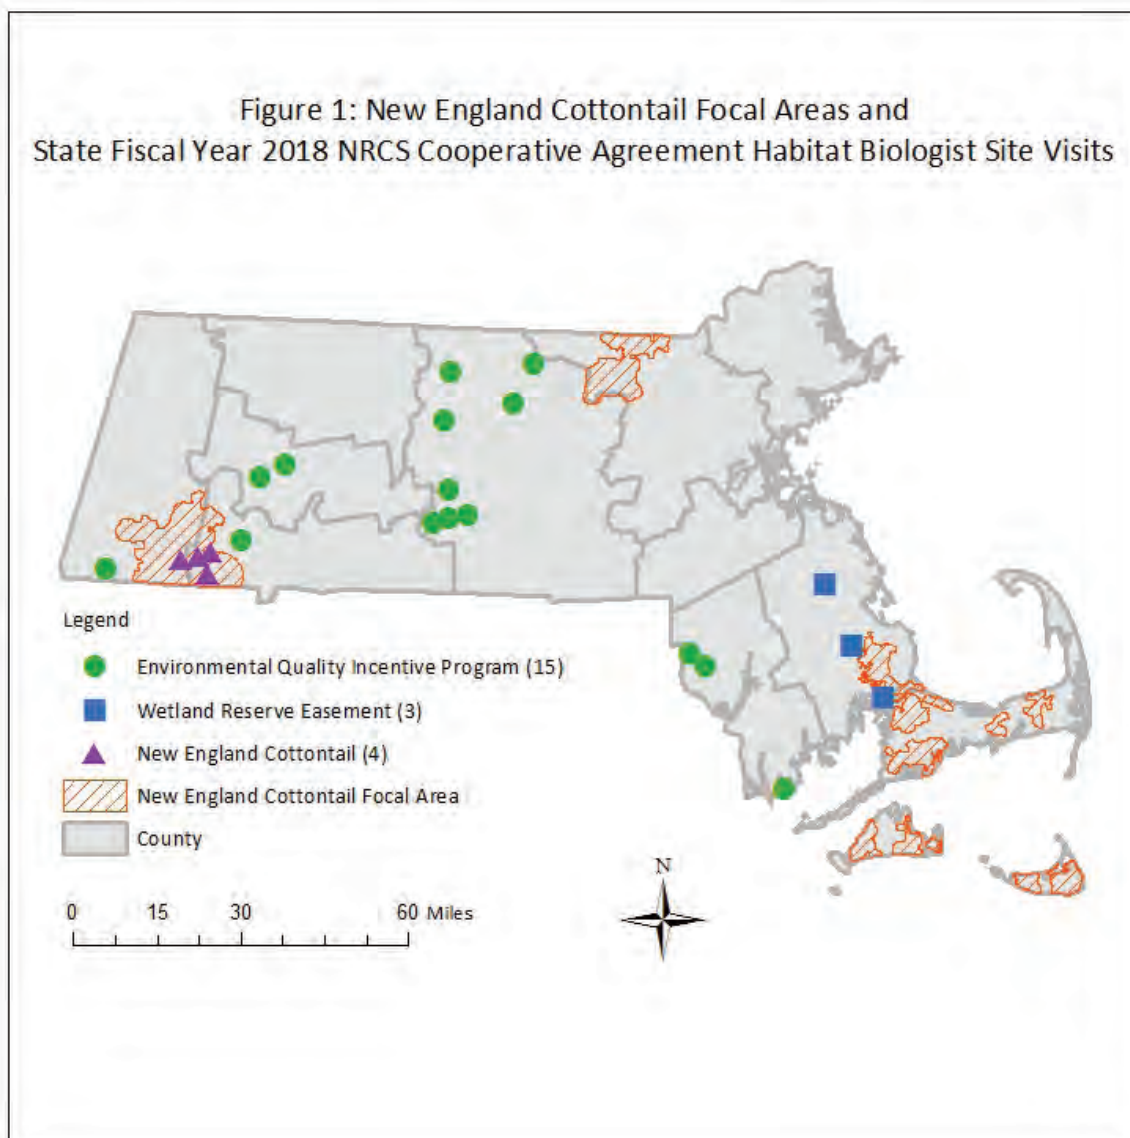 Figure 1: New England Cottontail Focal Areas and
State Fiscal Year 2018 NRCS Cooperative Agreement Habitat Biologist Site Visits
Legend
Environmental Quality Incentive Program (15)
Wetland Reserve Easement (3)
New England Cottontail (4)
New England Cottontail Focal Area
County
N
0 15 30 60 Miles